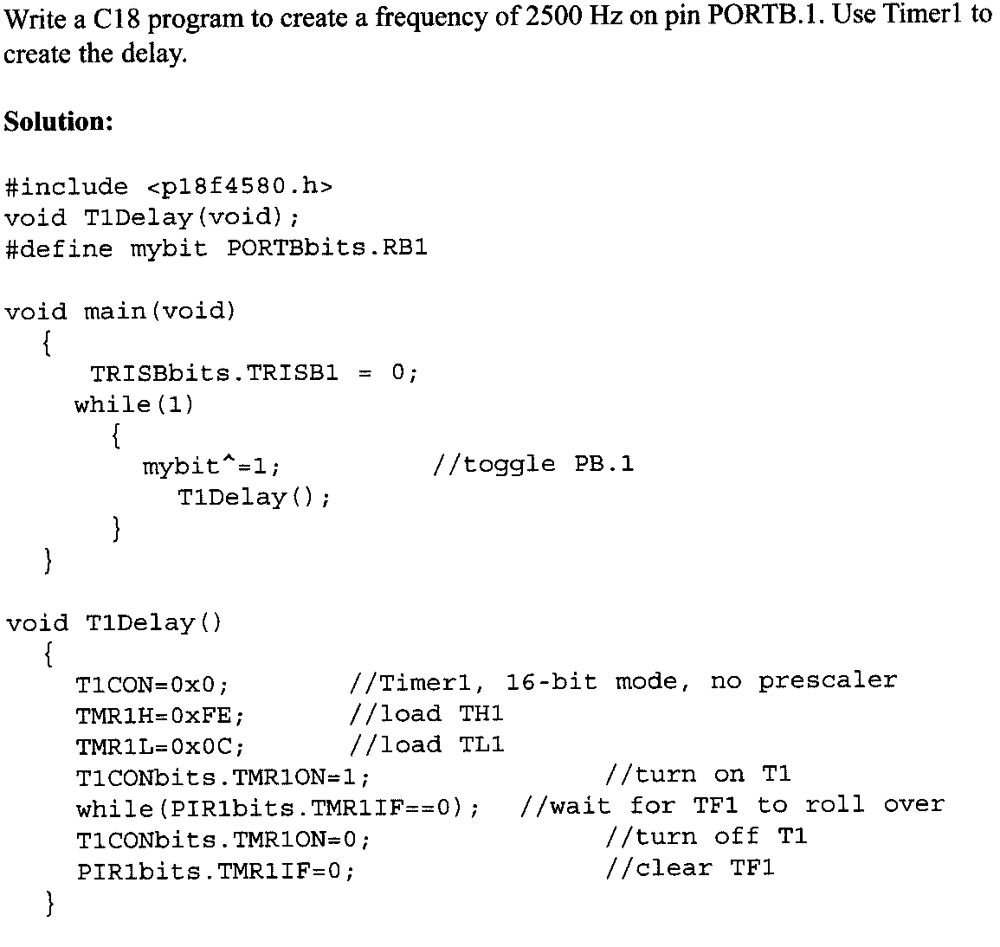 Write a C18 program to create a frequency of 2500 Hz on pin PORTB.1. Use Timer1 to
create the delay.
Solution:
#include <p18f4580.h>
void T1Delay(void);
#define mybit PORTBbits.RB1
void main(void)
{
TRISBbits.TRISB1 = 0;
while(1)
{
mybit^=1; //toggle PB.1
T1Delay();
}
}
void T1Delay()
{
T1CON=0x0; //Timer1, 16-bit mode, no prescaler
TMR1H=0xFE; //load TH1
TMR1L=0x0C; //load TL1
T1CONbits.TMR1ON=1; //turn on T1
while(PIR1bits.TMR1IF==0); //wait for TF1 to roll over
T1CONbits.TMR1ON=0; //turn off T1
PIR1bits.TMR1IF=0; //clear TF1
}